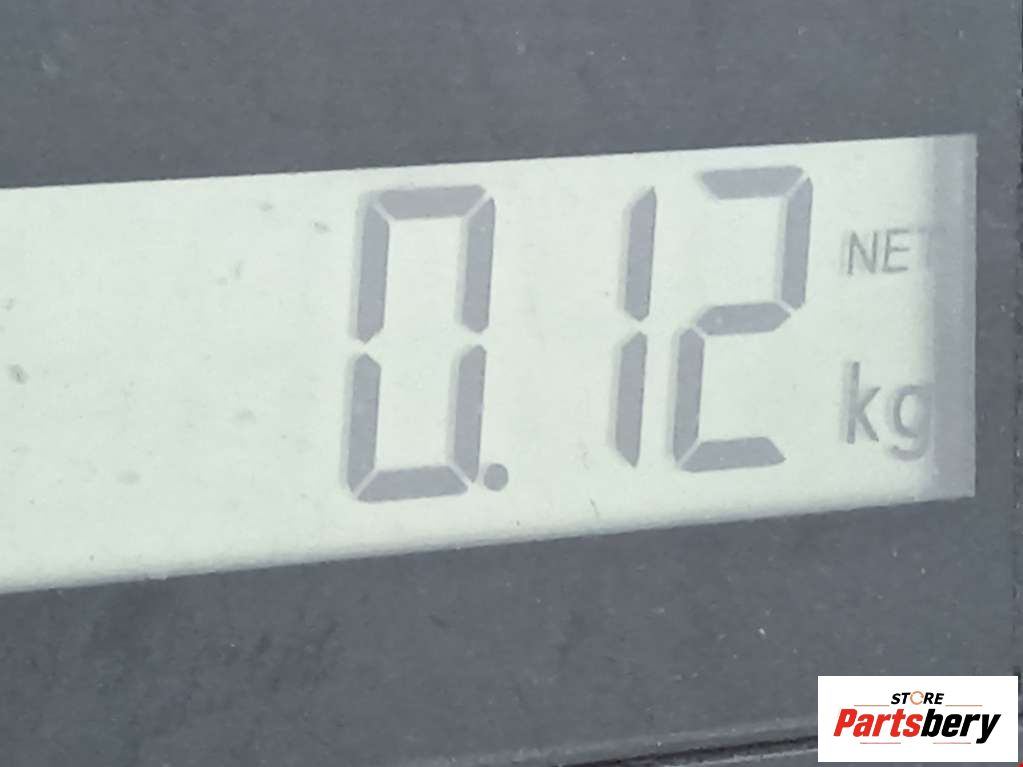 0.12
NET
kg
STORE
Partsbery